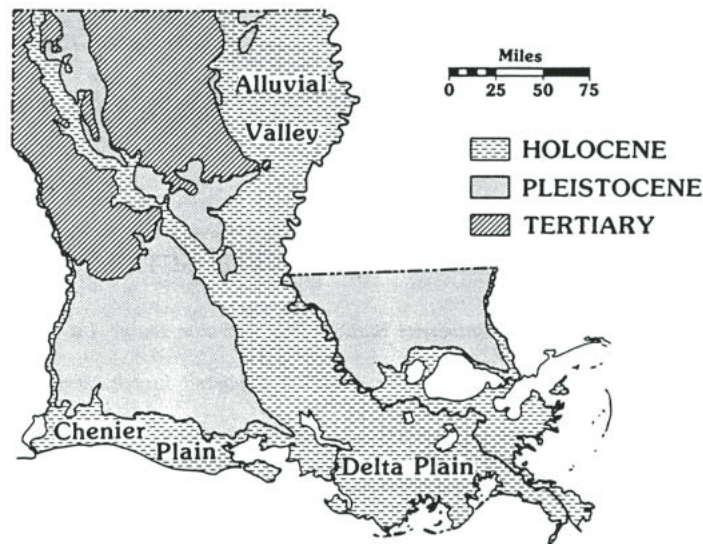 Miles
0 25 50 75
Alluvial
Valley
HOLOCENE
PLEISTOCENE
TERTIARY
Chenier
Plain
Delta Plain